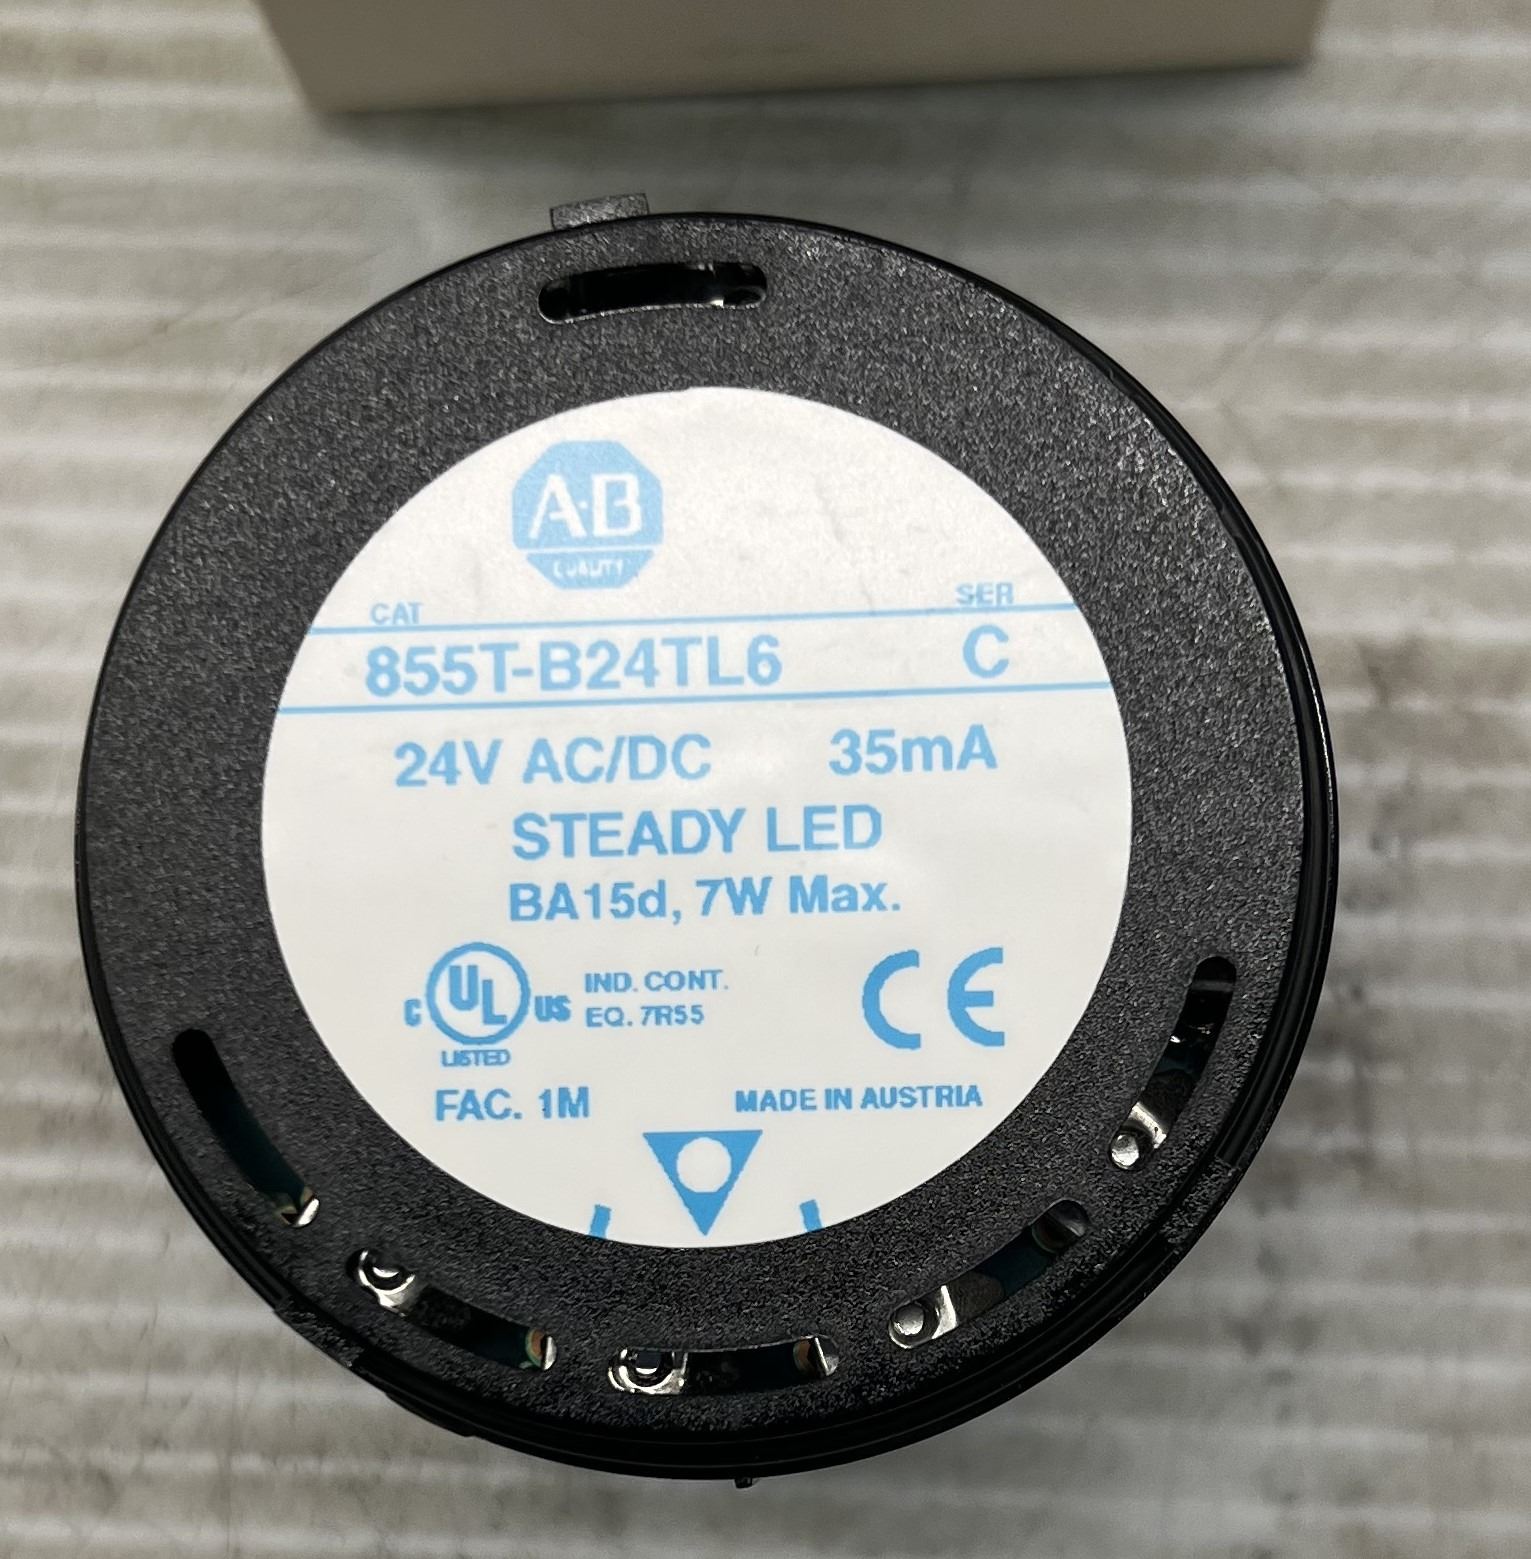 A·B
QUALITY
CAT SER
855T-B24TL6 C
24V AC/DC 35mA
STEADY LED
BA15d, 7W Max.
C UL US IND. CONT. CE
EQ. 7R55
LISTED
FAC. 1M MADE IN AUSTRIA